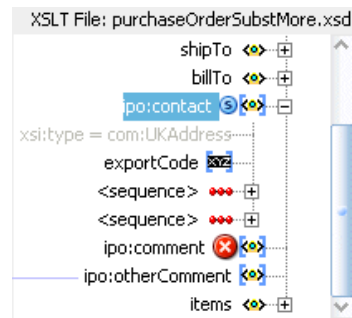 XSLT File: purchaseOrderSubstMore.xsd
shipTo
billTo
ipo:contact S
xsi:type = com:UKAddress
exportCode XYZ
<sequence>
<sequence>
ipo:comment
ipo:otherComment
items